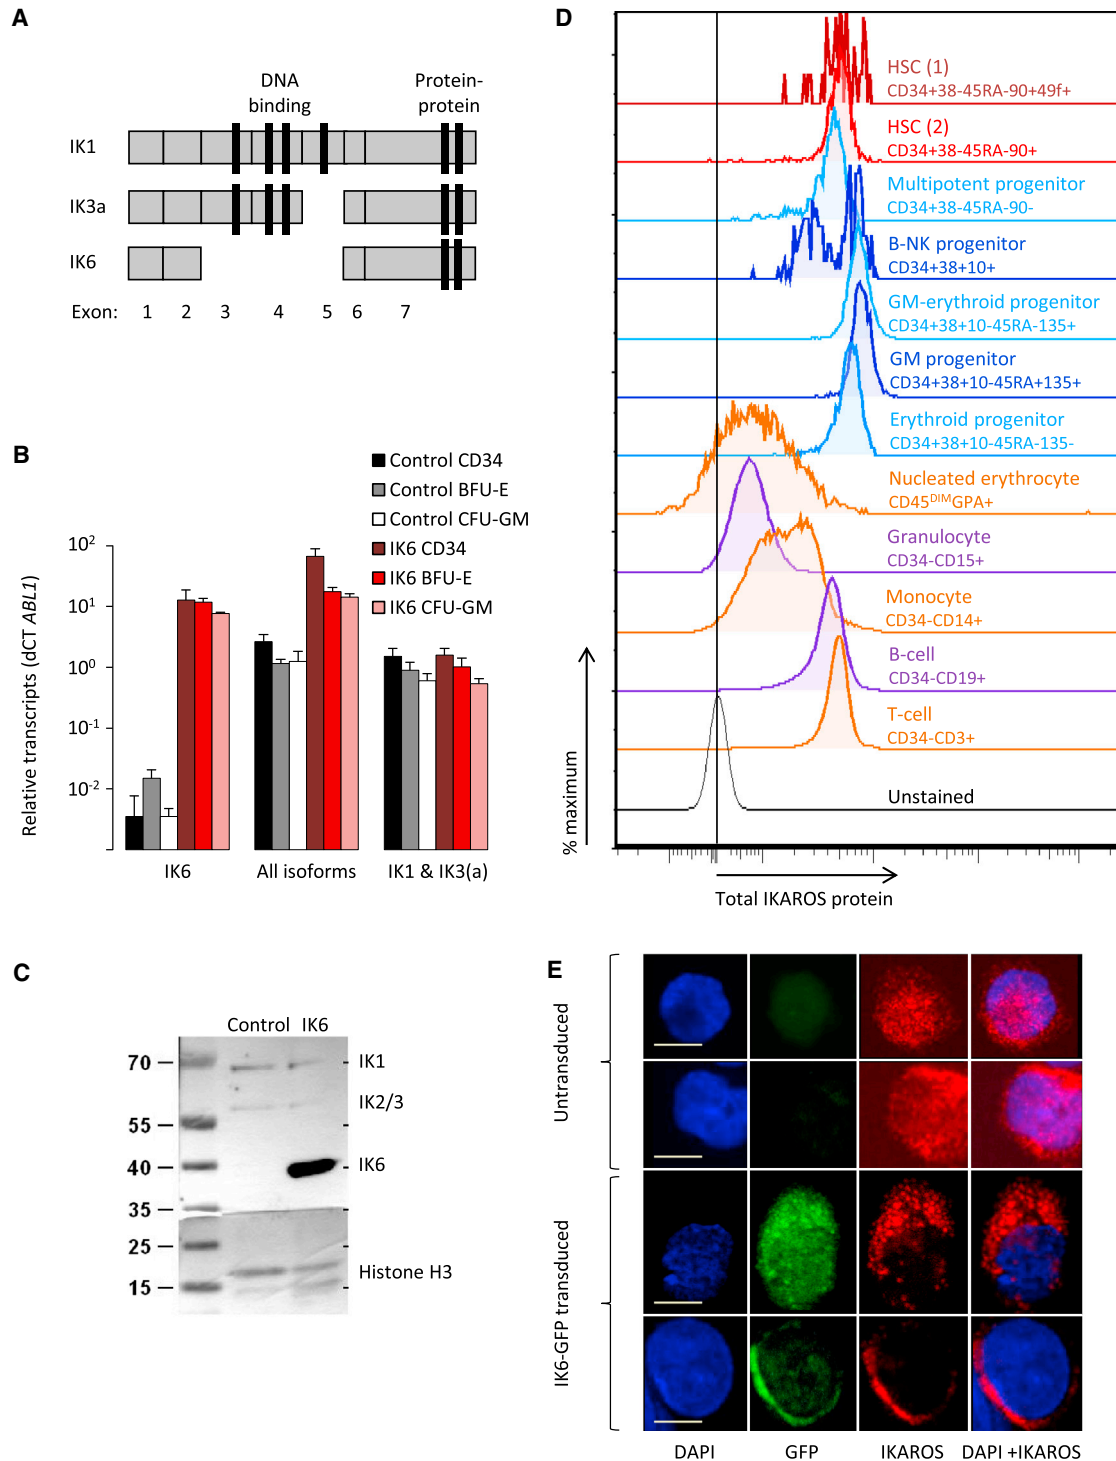 A
DNA
binding
Protein-
protein
IK1
IK3a
IK6
Exon: 1 2 3 4 5 6 7
B
Control CD34
Control BFU-E
Control CFU-GM
IK6 CD34
IK6 BFU-E
IK6 CFU-GM
Relative transcripts (dCT ABL1)
10²
10¹
10⁰
10⁻¹
10⁻²
IK6
All isoforms
IK1 & IK3(a)
C
Control IK6
70
55
40
35
25
15
IK1
IK2/3
IK6
Histone H3
D
HSC (1)
CD34+38-45RA-90+49f+
HSC (2)
CD34+38-45RA-90+
Multipotent progenitor
CD34+38-45RA-90-
B-NK progenitor
CD34+38+10+
GM-erythroid progenitor
CD34+38+10-45RA-135+
GM progenitor
CD34+38+10-45RA+135+
Erythroid progenitor
CD34+38+10-45RA-135-
Nucleated erythrocyte
CD45ᴰᴵᴹGPA+
Granulocyte
CD34-CD15+
Monocyte
CD34-CD14+
B-cell
CD34-CD19+
T-cell
CD34-CD3+
Unstained
% maximum
Total IKAROS protein
E
Untransduced
IK6-GFP transduced
DAPI
GFP
IKAROS
DAPI +IKAROS